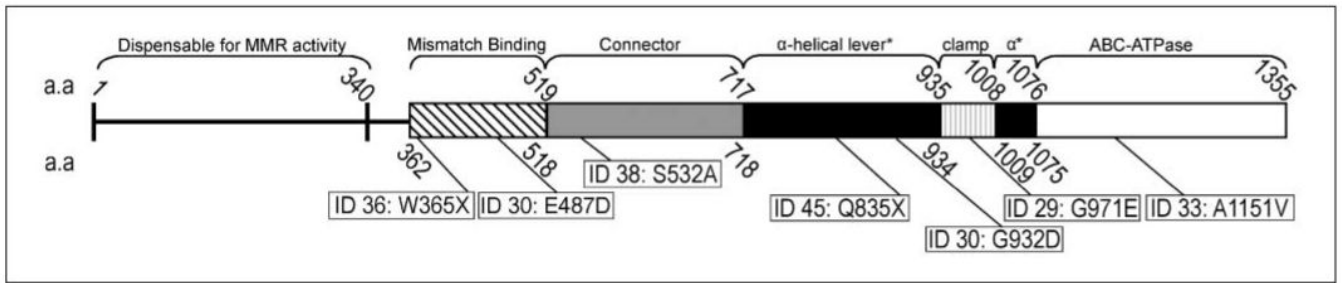 Dispensable for MMR activity Mismatch Binding Connector α-helical lever* clamp α* ABC-ATPase
a.a 1 340 519 717 935 1008 1076 1355
a.a 362 518 718 934 1009 1075
ID 38: S532A
ID 36: W365X ID 30: E487D ID 45: Q835X ID 29: G971E ID 33: A1151V
ID 30: G932D